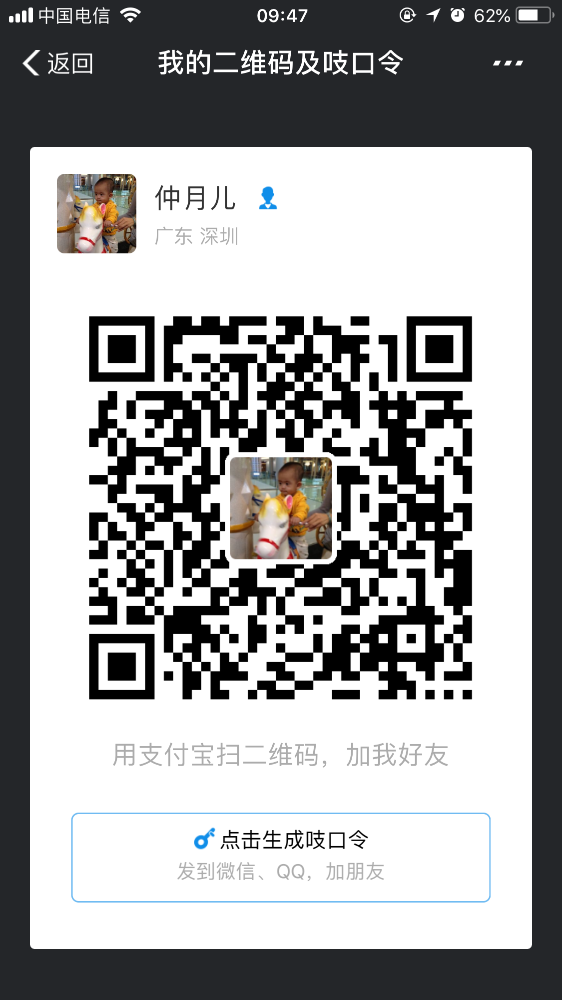 中国电信 09:47 62%
返回 我的二维码及吱口令
仲月儿
广东 深圳
用支付宝扫二维码，加我好友
点击生成吱口令
发到微信、QQ，加朋友